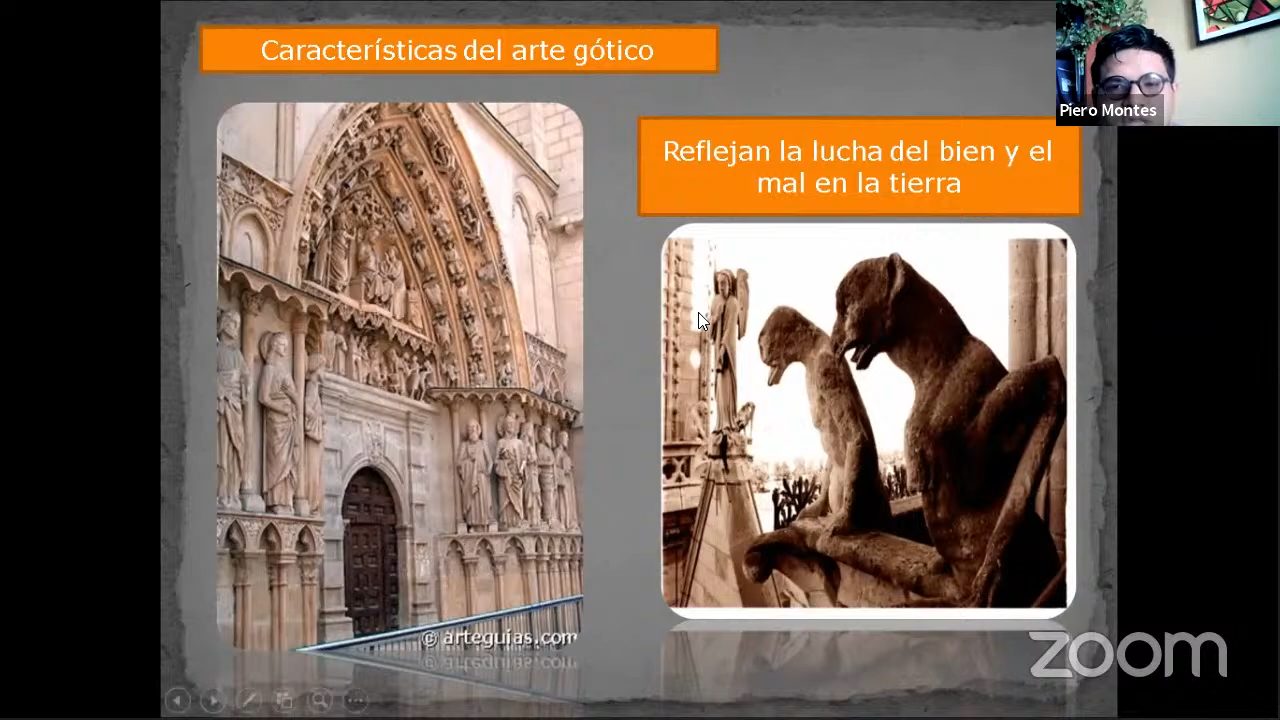 Características del arte gótico
Piero Montes
Reflejan la lucha del bien y el
mal en la tierra
© arteguias.com
zoom